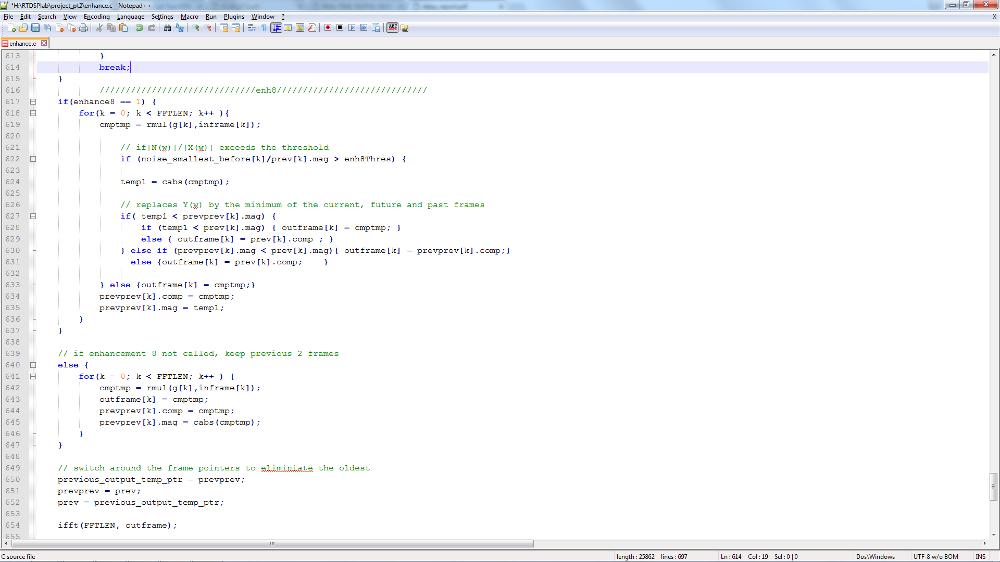 *H:\RTDSPlab\project_pt2\enhance.c - Notepad++
File Edit Search View Encoding Language Settings Macro Run Plugins Window ? X
enhance.c
613 }
614 break;
615 }
616 //////////////////////////////enh8/////////////////////////////
617 if(enhance8 == 1) {
618 for(k = 0; k < FFTLEN; k++ ){
619 cmptmp = rmul(g[k],inframe[k]);
620
621 // if|N(w)|/|X(w)| exceeds the threshold
622 if (noise_smallest_before[k]/prev[k].mag > enh8Thres) {
623
624 temp1 = cabs(cmptmp);
625
626 // replaces Y(w) by the minimum of the current, future and past frames
627 if( temp1 < prevprev[k].mag) {
628 if (temp1 < prev[k].mag) { outframe[k] = cmptmp; }
629 else { outframe[k] = prev[k].comp ; }
630 } else if (prevprev[k].mag < prev[k].mag){ outframe[k] = prevprev[k].comp;}
631 else {outframe[k] = prev[k].comp; }
632
633 } else {outframe[k] = cmptmp;}
634 prevprev[k].comp = cmptmp;
635 prevprev[k].mag = temp1;
636 }
637 }
638
639 // if enhancement 8 not called, keep previous 2 frames
640 else {
641 for(k = 0; k < FFTLEN; k++ ) {
642 cmptmp = rmul(g[k],inframe[k]);
643 outframe[k] = cmptmp;
644 prevprev[k].comp = cmptmp;
645 prevprev[k].mag = cabs(cmptmp);
646 }
647 }
648
649 // switch around the frame pointers to eliminiate the oldest
650 previous_output_temp_ptr = prevprev;
651 prevprev = prev;
652 prev = previous_output_temp_ptr;
653
654 ifft(FFTLEN, outframe);
655
C source file length : 25862 lines : 697 Ln : 614 Col : 19 Sel : 0 | 0 Dos\Windows UTF-8 w/o BOM INS